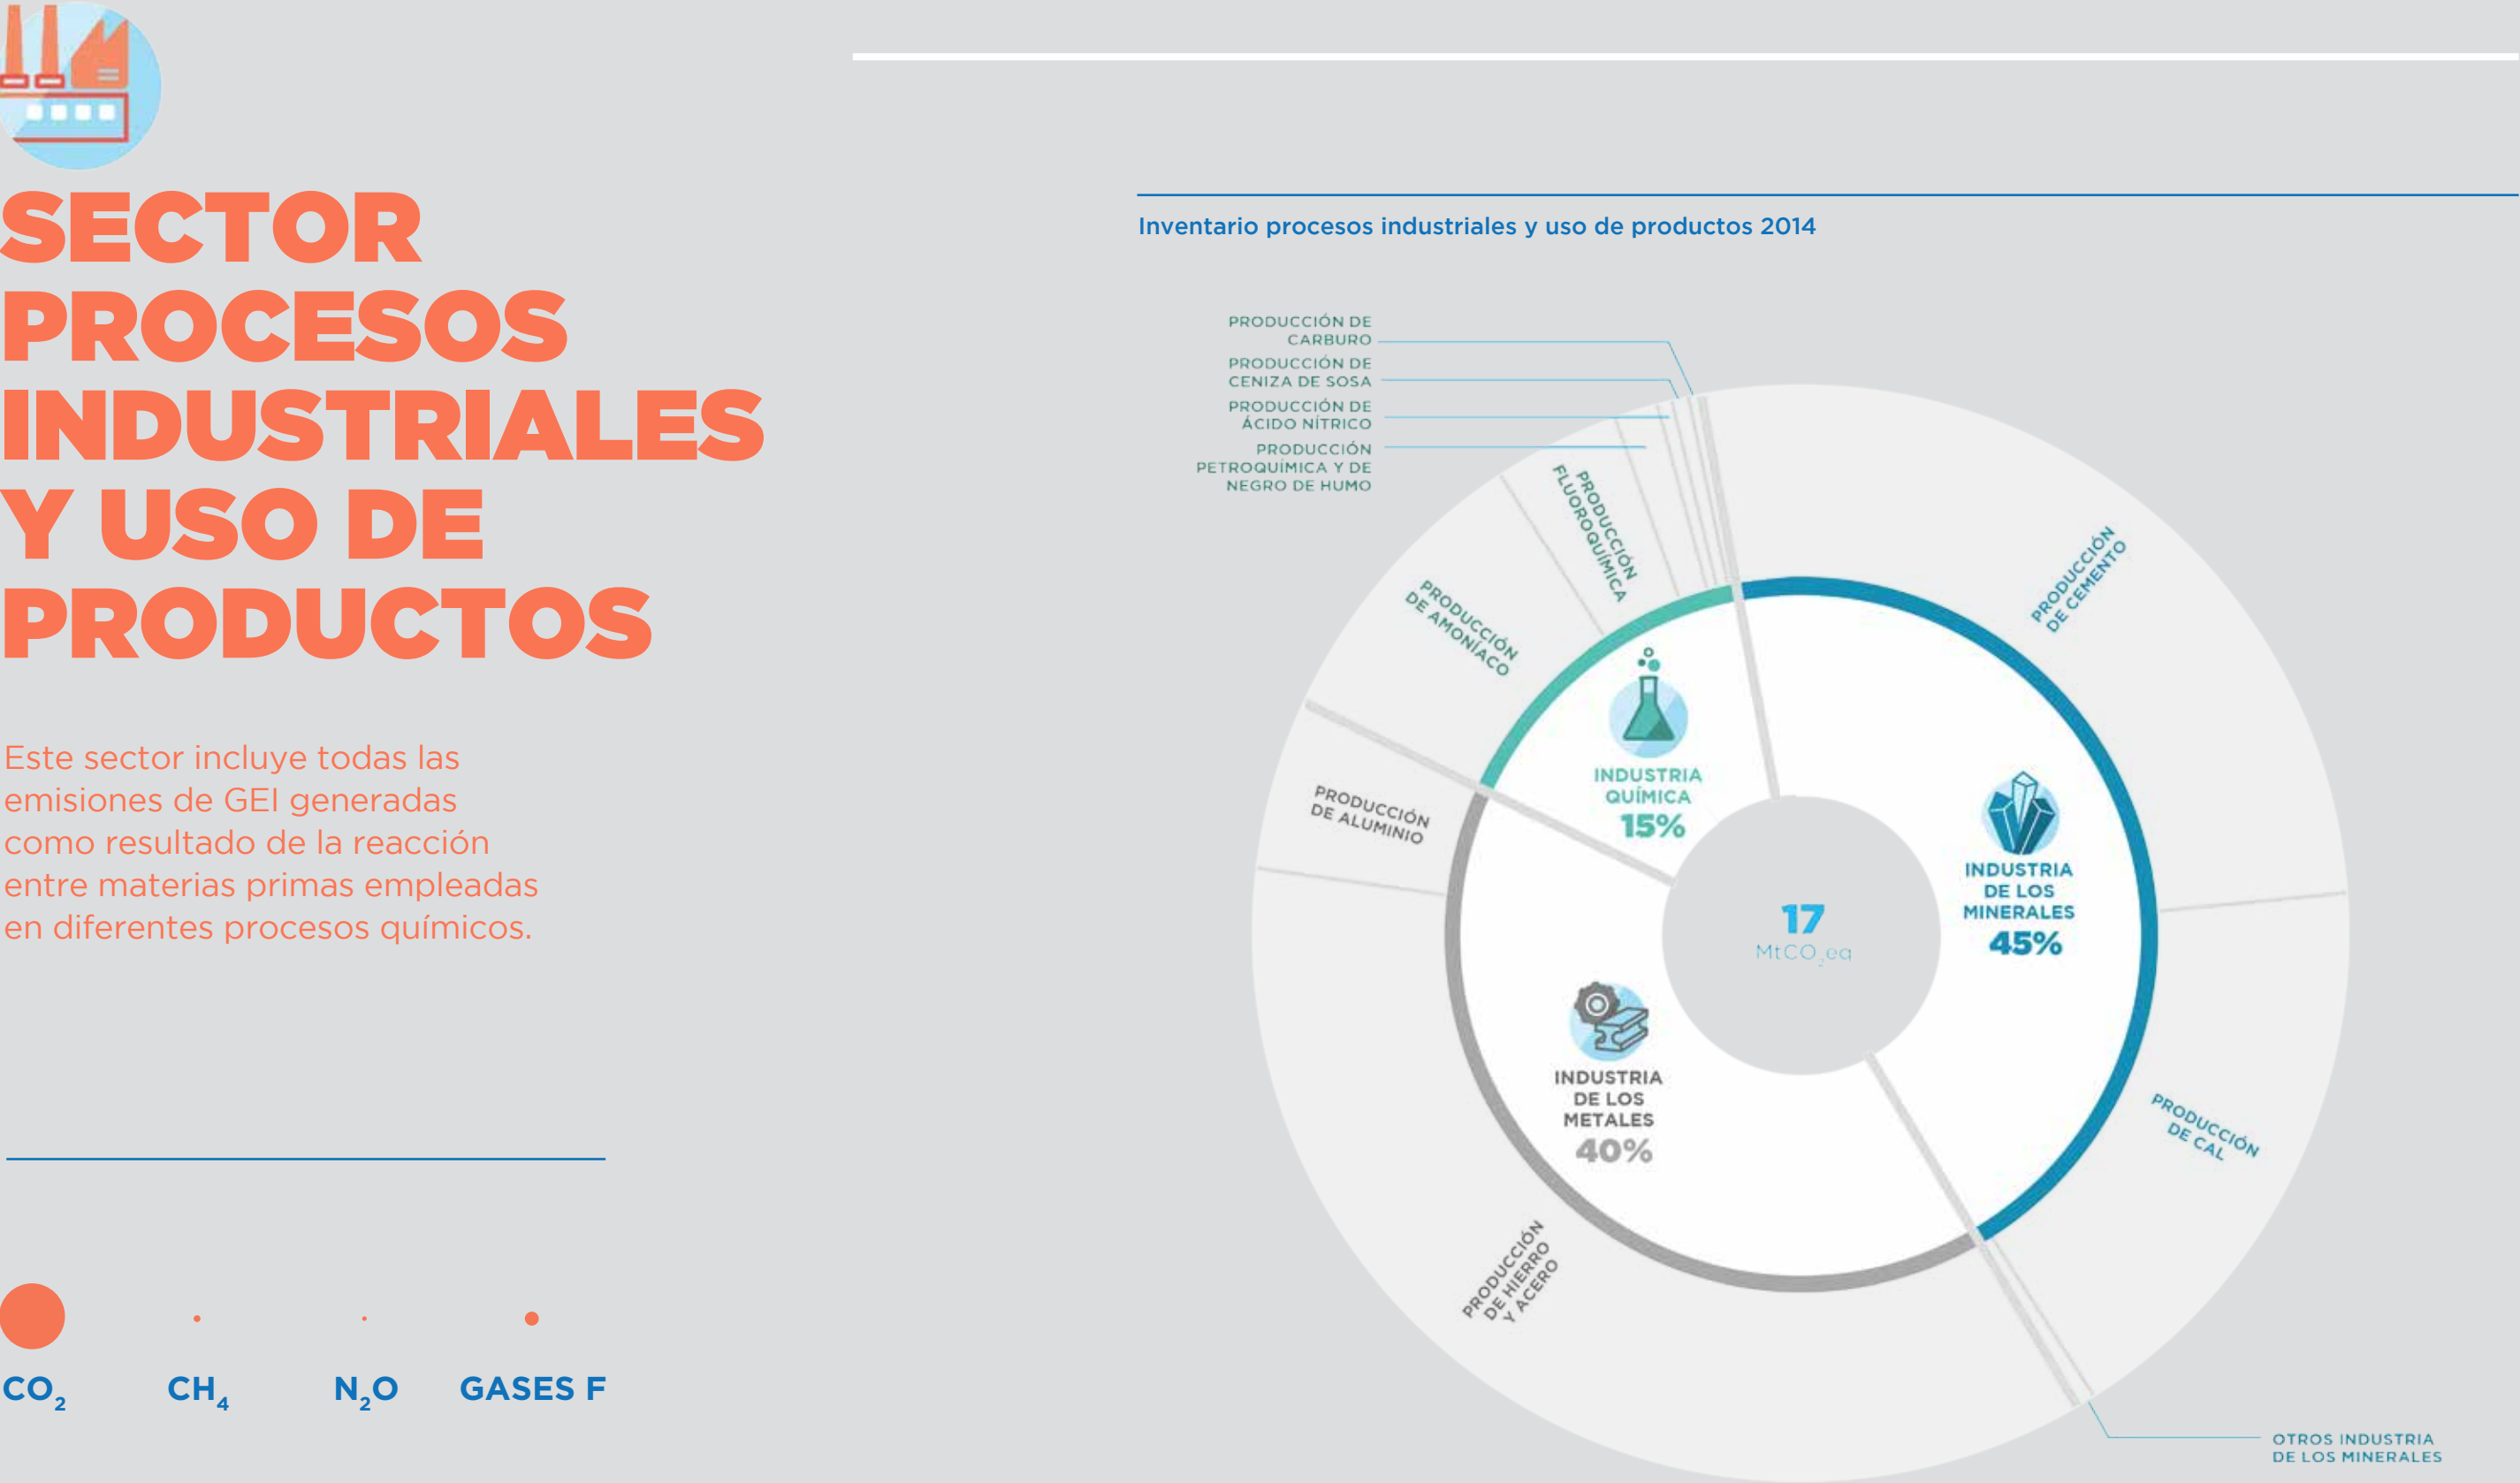 SECTOR
PROCESOS
INDUSTRIALES
Y USO DE
PRODUCTOS
Este sector incluye todas las
emisiones de GEI generadas
como resultado de la reacción
entre materias primas empleadas
en diferentes procesos químicos.
CO₂ CH₄ N₂O GASES F
Inventario procesos industriales y uso de productos 2014
PRODUCCIÓN DE
CARBURO
PRODUCCIÓN DE
CENIZA DE SOSA
PRODUCCIÓN DE
ÁCIDO NÍTRICO
PRODUCCIÓN
PETROQUÍMICA Y DE
NEGRO DE HUMO
PRODUCCIÓN
FLUOROQUÍMICA
PRODUCCIÓN
DE AMONÍACO
PRODUCCIÓN
DE ALUMINIO
PRODUCCIÓN
DE HIERRO
Y ACERO
PRODUCCIÓN
DE CEMENTO
PRODUCCIÓN
DE CAL
OTROS INDUSTRIA
DE LOS MINERALES
INDUSTRIA
QUÍMICA
15%
INDUSTRIA
DE LOS
MINERALES
45%
17
MtCO₂eq
INDUSTRIA
DE LOS
METALES
40%